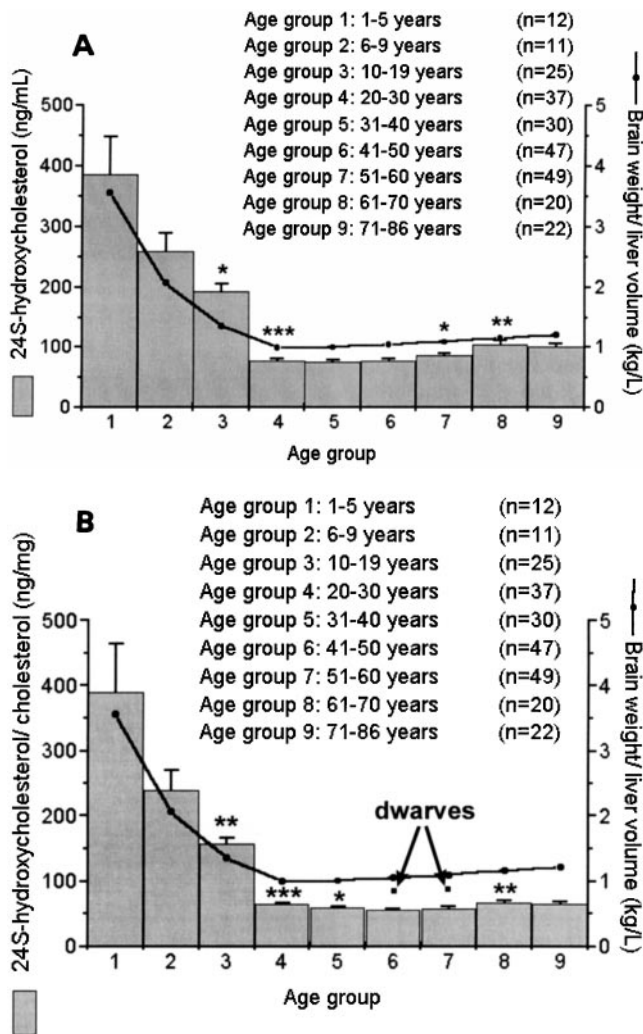 A
Age group 1: 1-5 years (n=12)
Age group 2: 6-9 years (n=11)
Age group 3: 10-19 years (n=25)
Age group 4: 20-30 years (n=37)
Age group 5: 31-40 years (n=30)
Age group 6: 41-50 years (n=47)
Age group 7: 51-60 years (n=49)
Age group 8: 61-70 years (n=20)
Age group 9: 71-86 years (n=22)
24S-hydroxycholesterol (ng/mL)
500
400
300
200
100
0
* *** * **
5
4
3
2
1
0
Brain weight/ liver volume (kg/L)
1 2 3 4 5 6 7 8 9
Age group
B
Age group 1: 1-5 years (n=12)
Age group 2: 6-9 years (n=11)
Age group 3: 10-19 years (n=25)
Age group 4: 20-30 years (n=37)
Age group 5: 31-40 years (n=30)
Age group 6: 41-50 years (n=47)
Age group 7: 51-60 years (n=49)
Age group 8: 61-70 years (n=20)
Age group 9: 71-86 years (n=22)
24S-hydroxycholesterol/ cholesterol (ng/mg)
500
400
300
200
100
0
dwarves
** *** * **
5
4
3
2
1
0
Brain weight/ liver volume (kg/L)
1 2 3 4 5 6 7 8 9
Age group